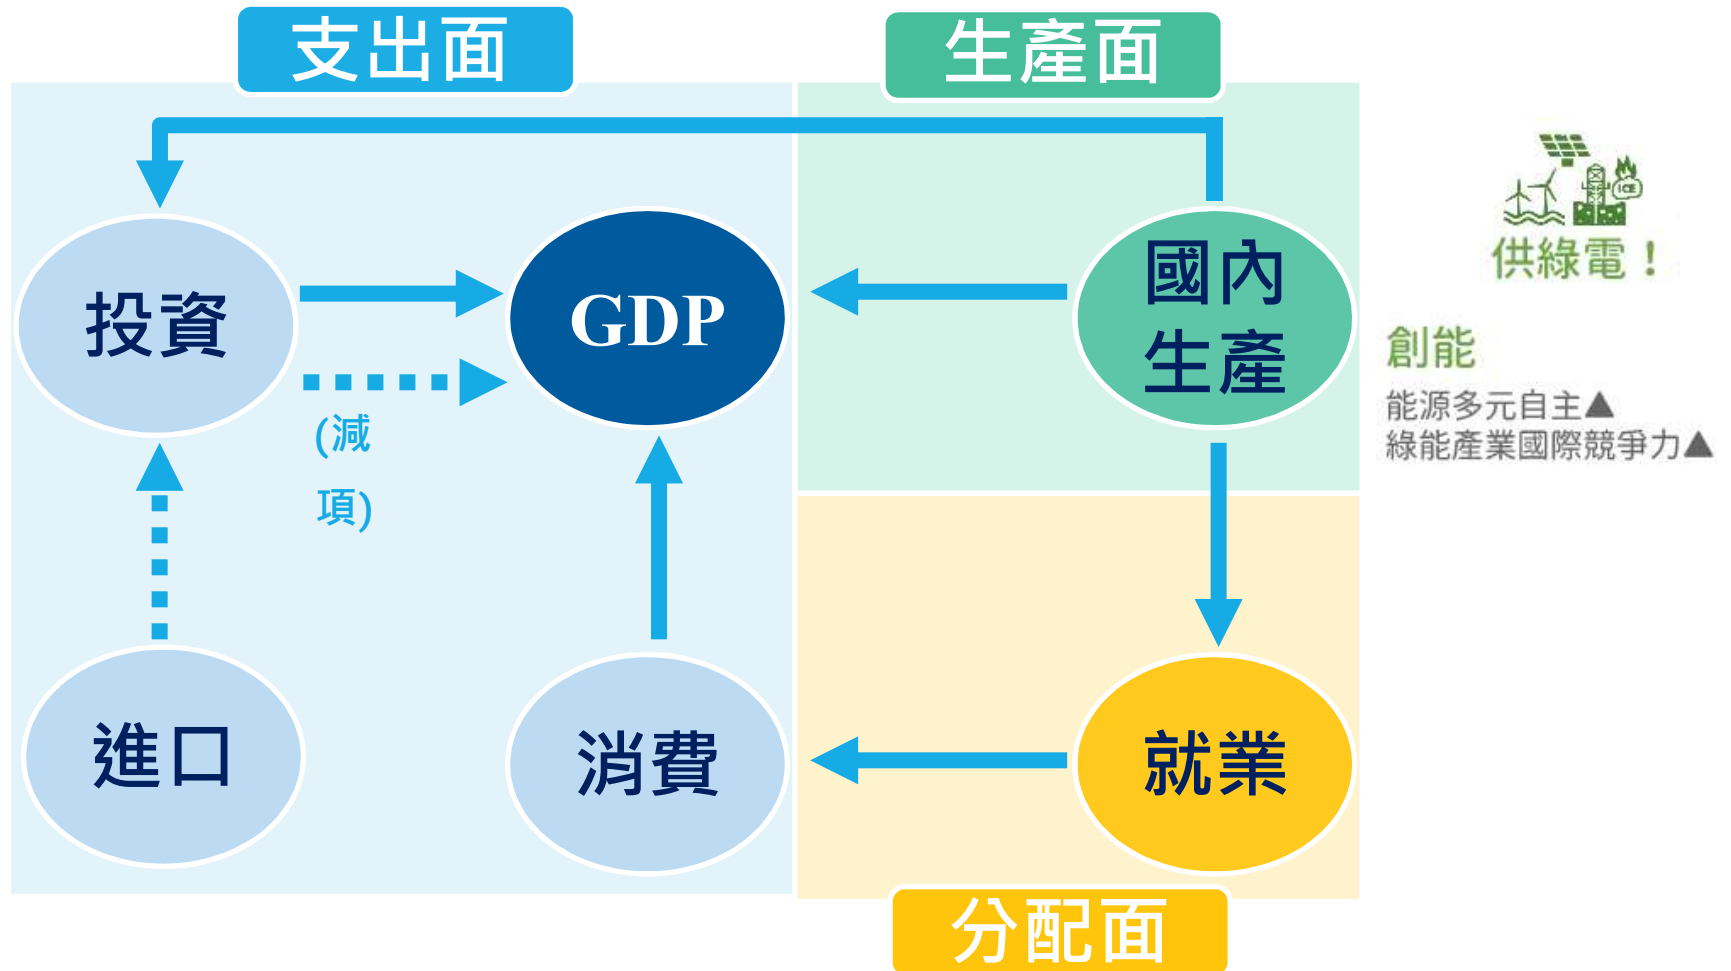 支出面
生產面
ICE
供綠電！
投資
GDP
國內
生產
創能
能源多元自主▲
綠能產業國際競爭力▲
(減
項)
進口
消費
就業
分配面